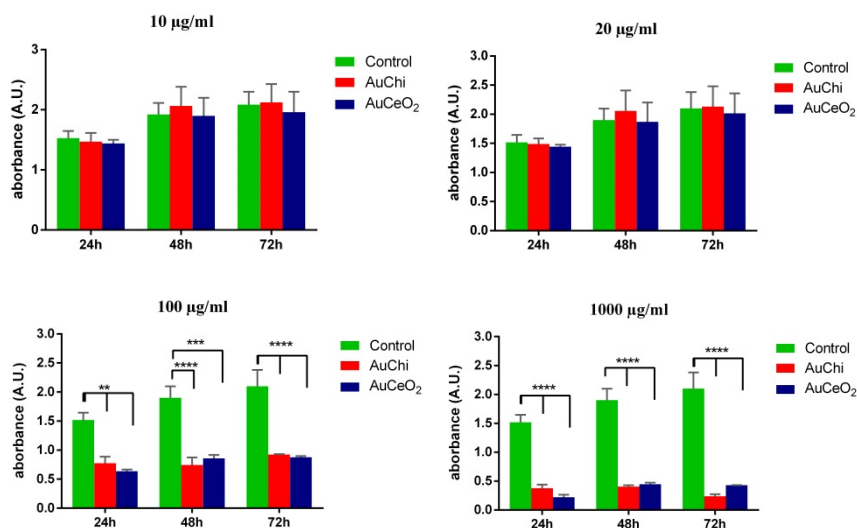 10 µg/ml
3
2
1
0
aborbance (A.U.)
24h 48h 72h
Control
AuChi
AuCeO₂
20 µg/ml
3.0
2.5
2.0
1.5
1.0
0.5
0.0
aborbance (A.U.)
24h 48h 72h
Control
AuChi
AuCeO₂
100 µg/ml
3.0
2.5
2.0
1.5
1.0
0.5
0.0
aborbance (A.U.)
**
***
****
****
24h 48h 72h
Control
AuChi
AuCeO₂
1000 µg/ml
3.0
2.5
2.0
1.5
1.0
0.5
0.0
aborbance (A.U.)
****
****
****
24h 48h 72h
Control
AuChi
AuCeO₂